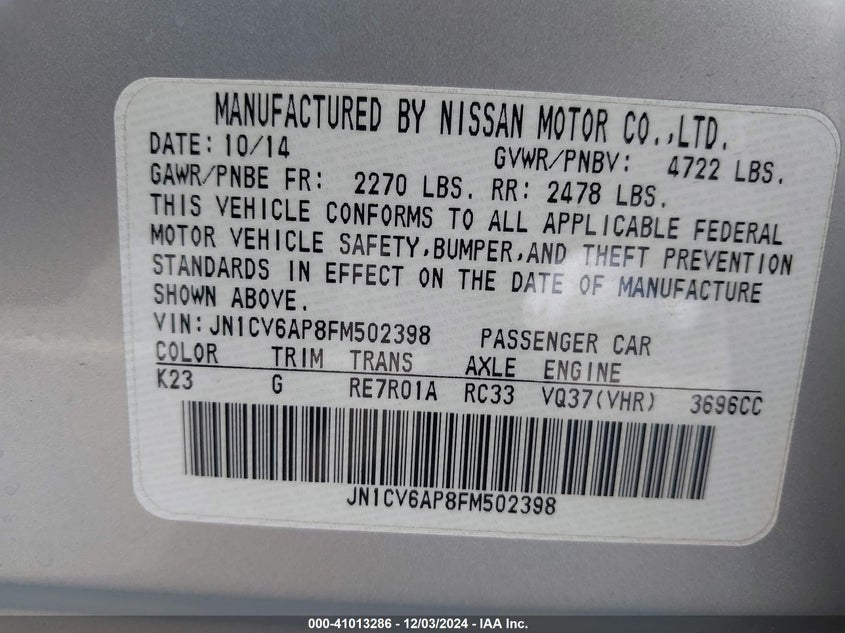 MANUFACTURED BY NISSAN MOTOR CO.,LTD.
DATE: 10/14 GVWR/PNBV: 4722 LBS.
GAWR/PNBE FR: 2270 LBS. RR: 2478 LBS.
THIS VEHICLE CONFORMS TO ALL APPLICABLE FEDERAL
MOTOR VEHICLE SAFETY,BUMPER,AND THEFT PREVENTION
STANDARDS IN EFFECT ON THE DATE OF MANUFACTURE
SHOWN ABOVE.
VIN:JN1CV6AP8FM502398 PASSENGER CAR
COLOR TRIM TRANS AXLE ENGINE
K23 G RE7R01A RC33 VQ37(VHR) 3696CC
JN1CV6AP8FM502398
000-41013286 - 12/03/2024 - IAA Inc.